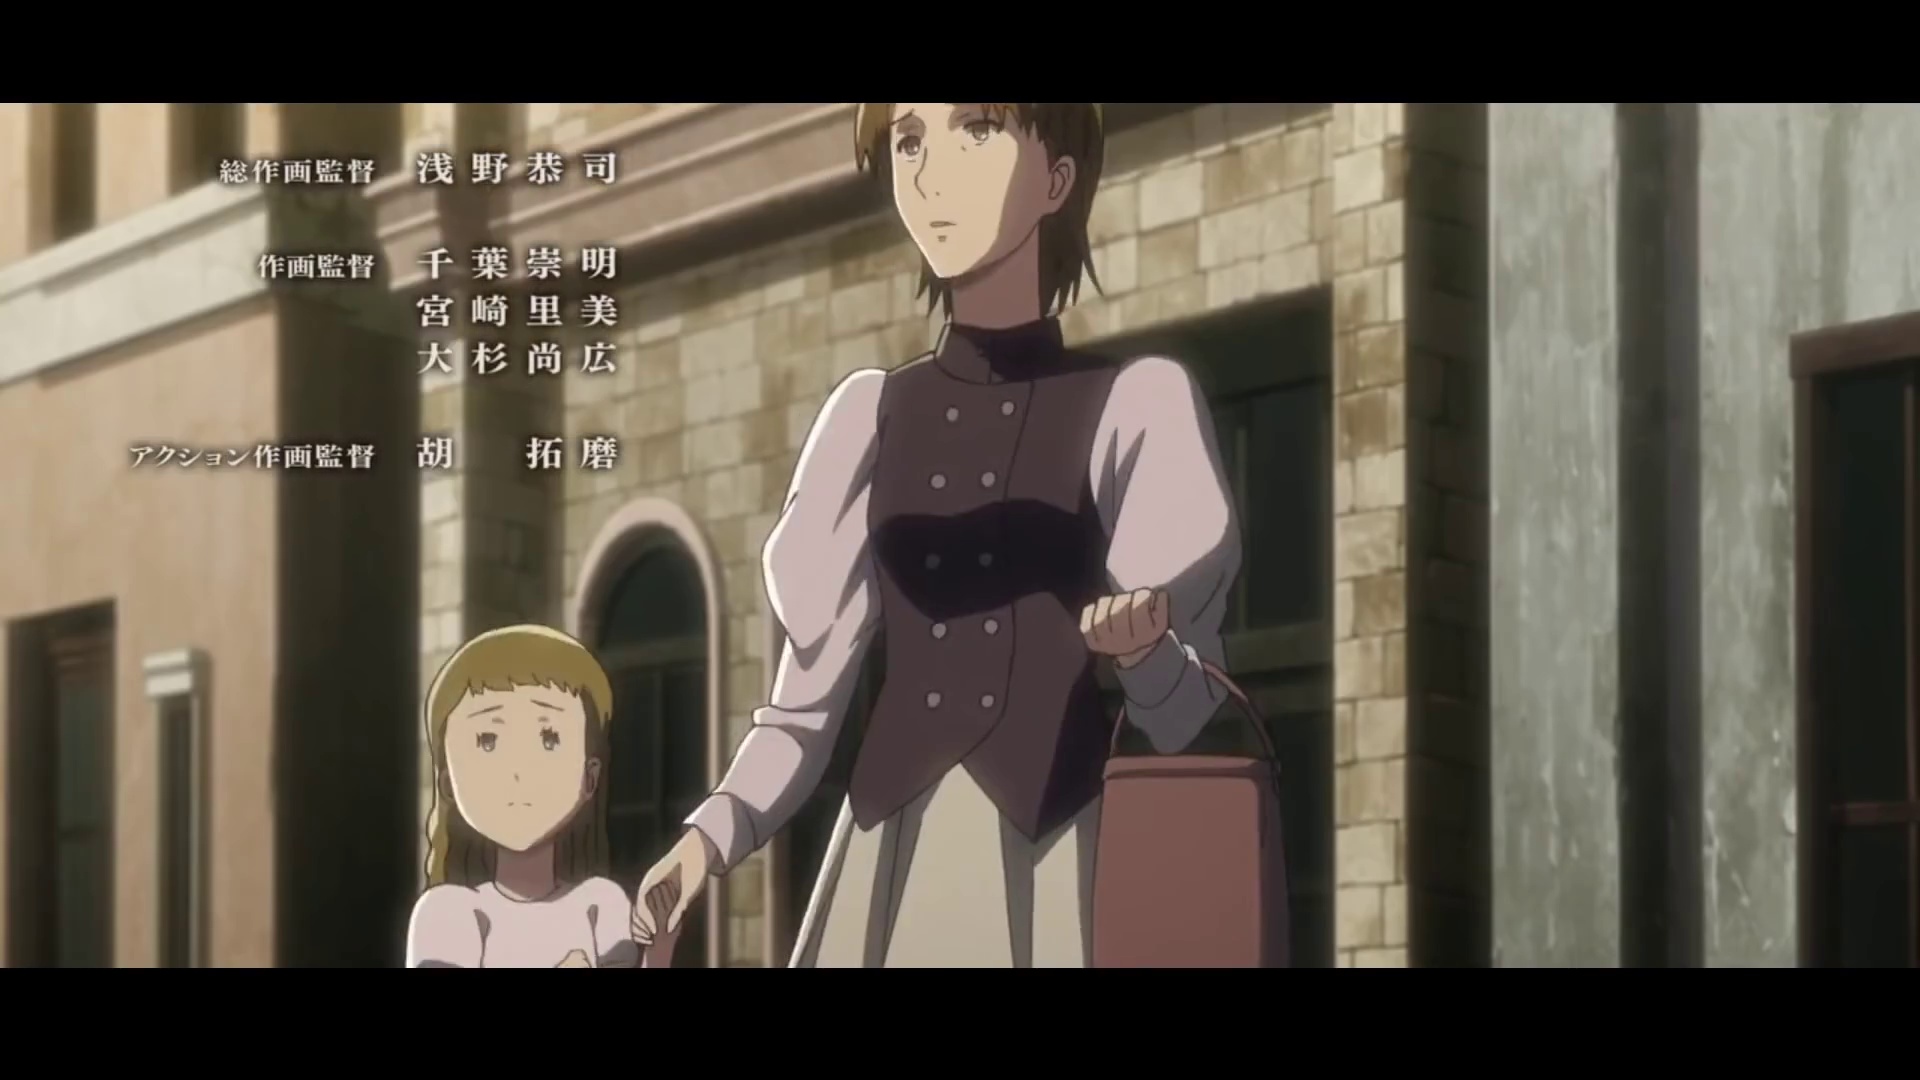 総作画監督 浅野恭司
作画監督 千葉崇明
宮崎里美
大杉尚広
アクション作画監督 胡 拓磨